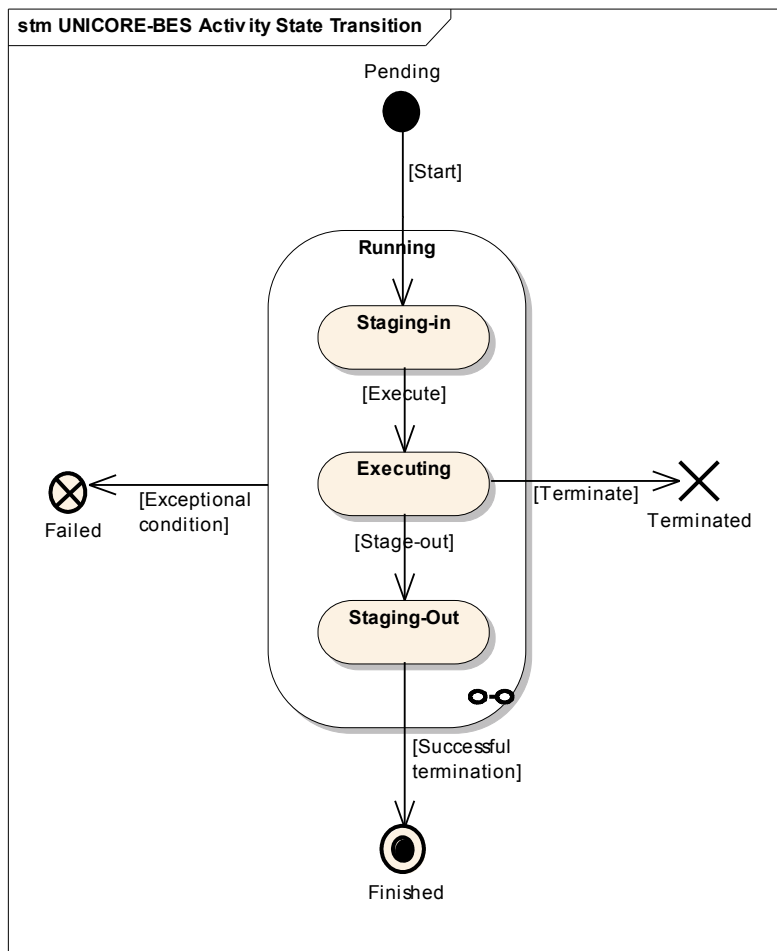 stm UNICORE-BES Activity State Transition
Pending
[Start]
Running
Staging-in
[Execute]
Executing
[Terminate]
Terminated
[Exceptional
condition]
Failed
[Stage-out]
Staging-Out
[Successful
termination]
Finished